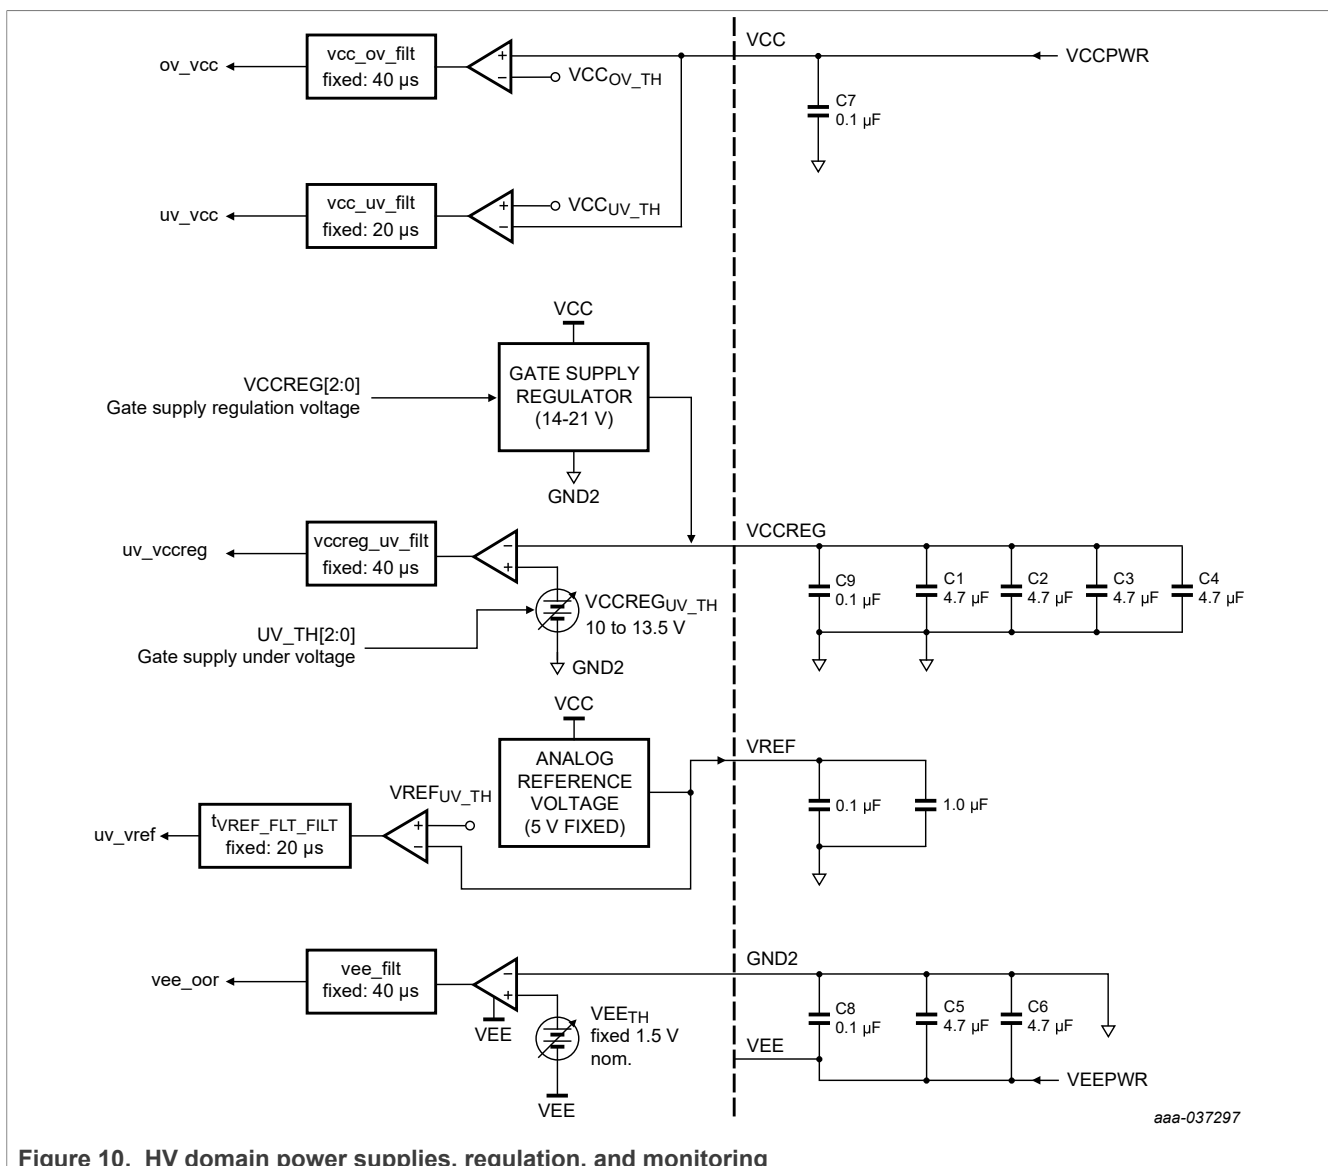 VCC
VCCPWR
vcc_ov_filt
fixed: 40 µs
ov_vcc
+
−
VCCOV_TH
C7
0.1 µF
vcc_uv_filt
fixed: 20 µs
uv_vcc
+
−
VCCUV_TH
VCC
GATE SUPPLY
REGULATOR
(14-21 V)
VCCREG[2:0]
Gate supply regulation voltage
GND2
VCCREG
vccreg_uv_filt
fixed: 40 µs
uv_vccreg
−
+
C9
0.1 µF
C1
4.7 µF
C2
4.7 µF
C3
4.7 µF
C4
4.7 µF
VCCREGUV_TH
10 to 13.5 V
UV_TH[2:0]
Gate supply under voltage
GND2
VCC
ANALOG
REFERENCE
VOLTAGE
(5 V FIXED)
VREF
VREFUV_TH
0.1 µF
1.0 µF
tVREF_FLT_FILT
fixed: 20 µs
uv_vref
+
−
GND2
vee_filt
fixed: 40 µs
vee_oor
−
+
VEE
VEETH
fixed 1.5 V
nom.
C8
0.1 µF
C5
4.7 µF
C6
4.7 µF
VEE
VEEPWR
VEE
aaa-037297
Figure 10. HV domain power supplies, regulation, and monitoring